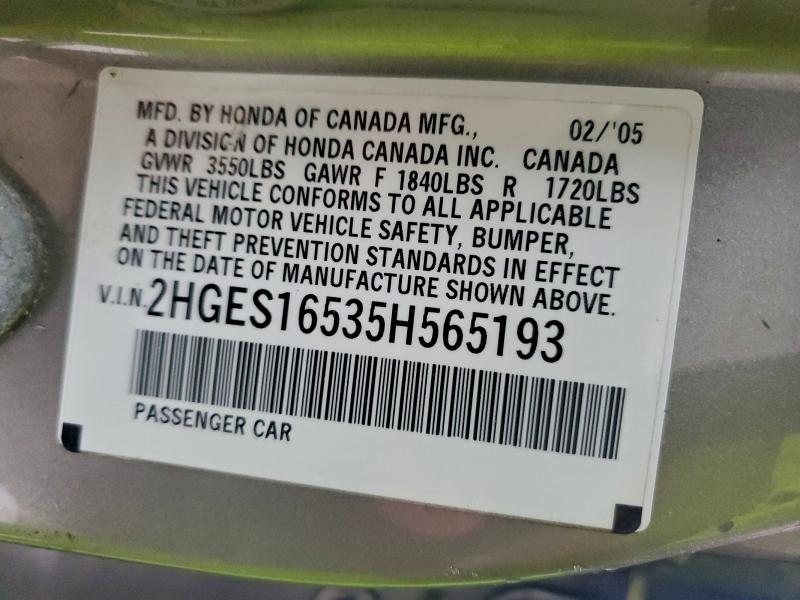 MFD. BY HONDA OF CANADA MFG., 02/'05
A DIVISION OF HONDA CANADA INC. CANADA
GVWR 3550LBS GAWR F 1840LBS R 1720LBS
THIS VEHICLE CONFORMS TO ALL APPLICABLE
FEDERAL MOTOR VEHICLE SAFETY, BUMPER,
AND THEFT PREVENTION STANDARDS IN EFFECT
ON THE DATE OF MANUFACTURE SHOWN ABOVE.
V.I.N. 2HGES16535H565193
PASSENGER CAR